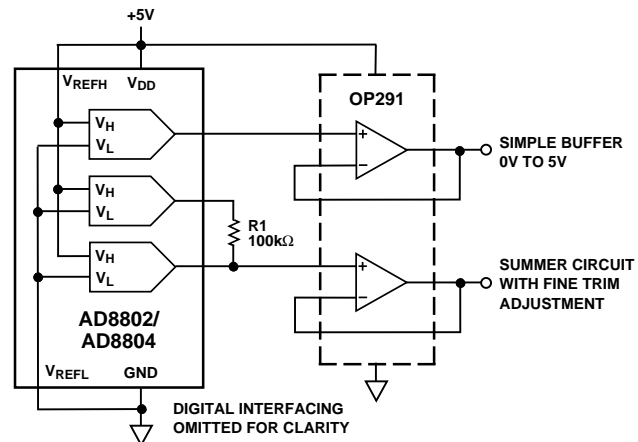 +5V
VREFH
VDD
OP291
VH
VL
+
−
SIMPLE BUFFER
0V TO 5V
VH
VL
R1
100kΩ
VH
VL
+
−
SUMMER CIRCUIT
WITH FINE TRIM
ADJUSTMENT
AD8802/
AD8804
VREFL
GND
DIGITAL INTERFACING
OMITTED FOR CLARITY